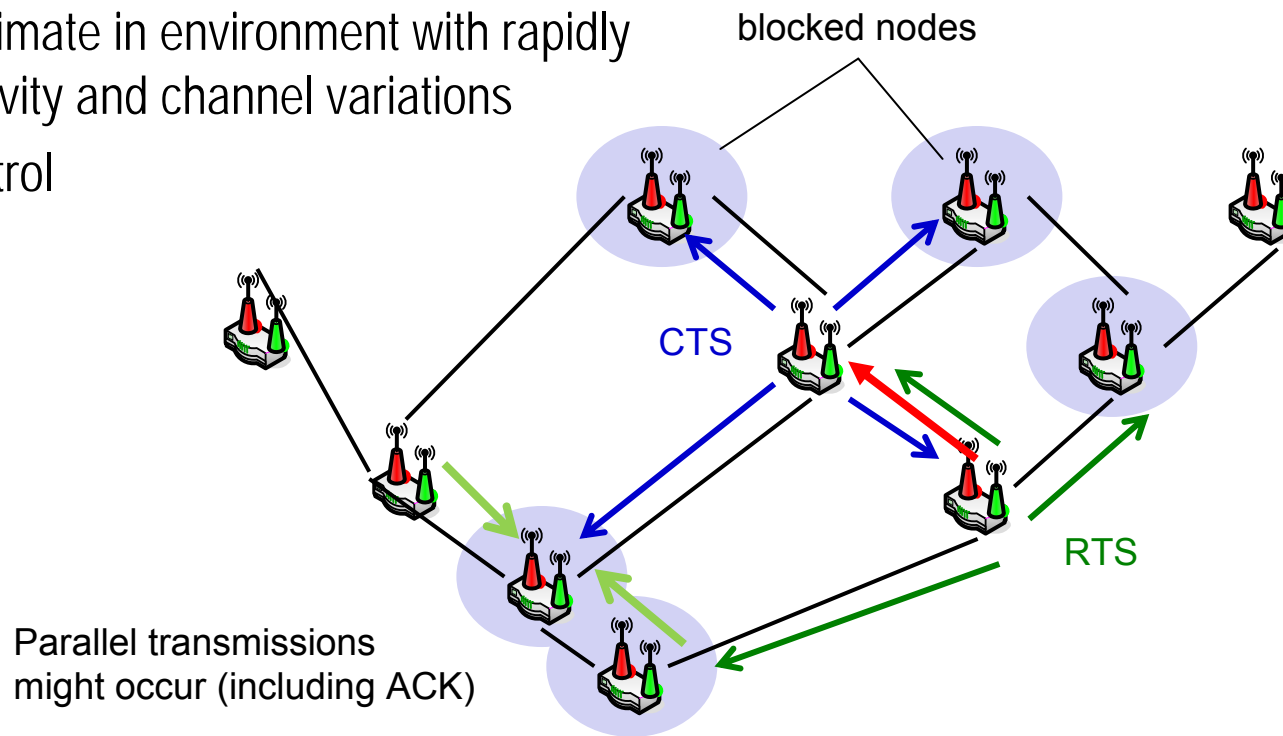 imate in environment with rapidly
vity and channel variations
trol
blocked nodes
CTS
RTS
Parallel transmissions
might occur (including ACK)